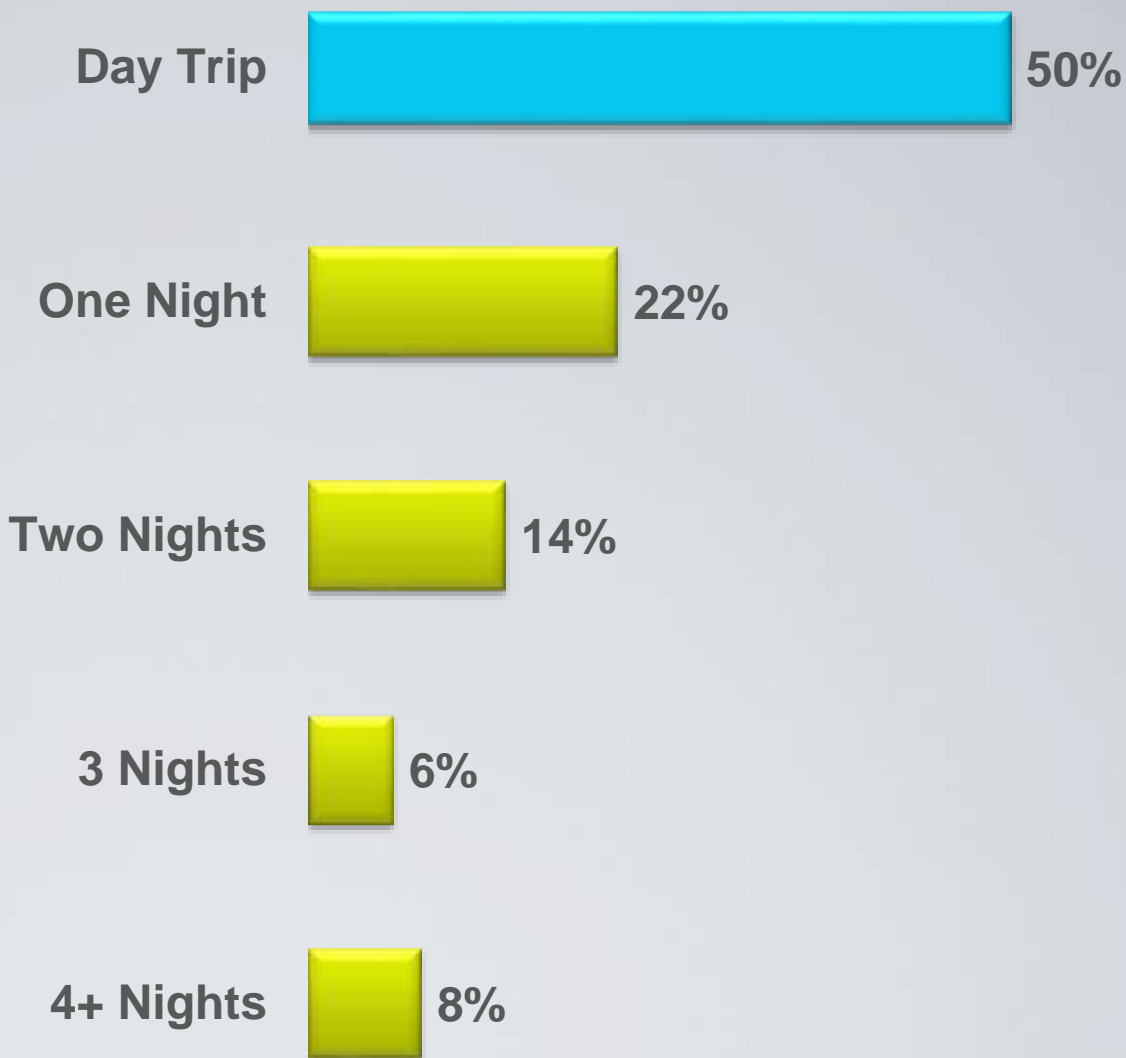 Day Trip 50%
One Night 22%
Two Nights 14%
3 Nights 6%
4+ Nights 8%